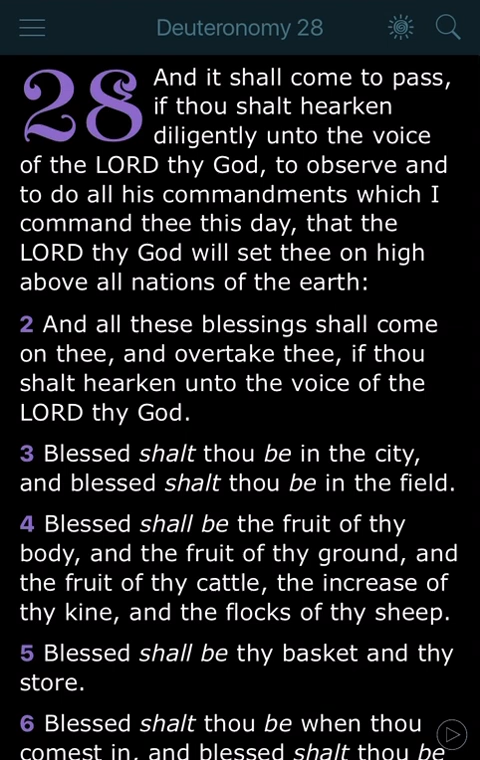 Deuteronomy 28
28 And it shall come to pass,
if thou shalt hearken
diligently unto the voice
of the LORD thy God, to observe and
to do all his commandments which I
command thee this day, that the
LORD thy God will set thee on high
above all nations of the earth:
2 And all these blessings shall come
on thee, and overtake thee, if thou
shalt hearken unto the voice of the
LORD thy God.
3 Blessed shalt thou be in the city,
and blessed shalt thou be in the field.
4 Blessed shall be the fruit of thy
body, and the fruit of thy ground, and
the fruit of thy cattle, the increase of
thy kine, and the flocks of thy sheep.
5 Blessed shall be thy basket and thy
store.
6 Blessed shalt thou be when thou
comest in, and blessed shalt thou be